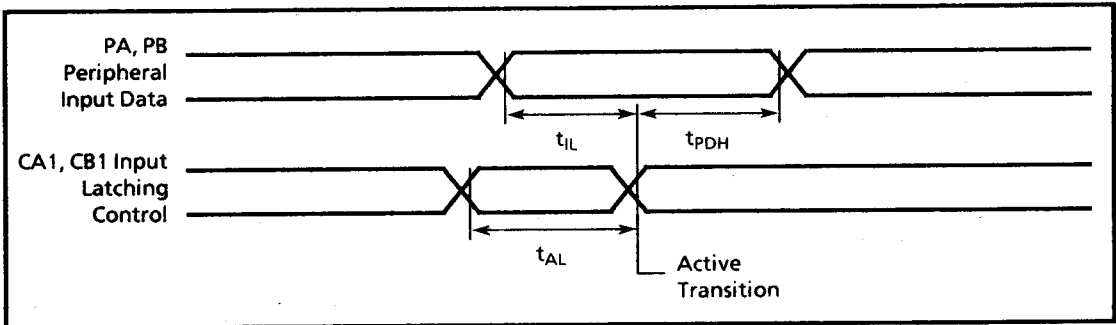 PA, PB
Peripheral
Input Data
tIL
tPDH
CA1, CB1 Input
Latching
Control
tAL
Active
Transition